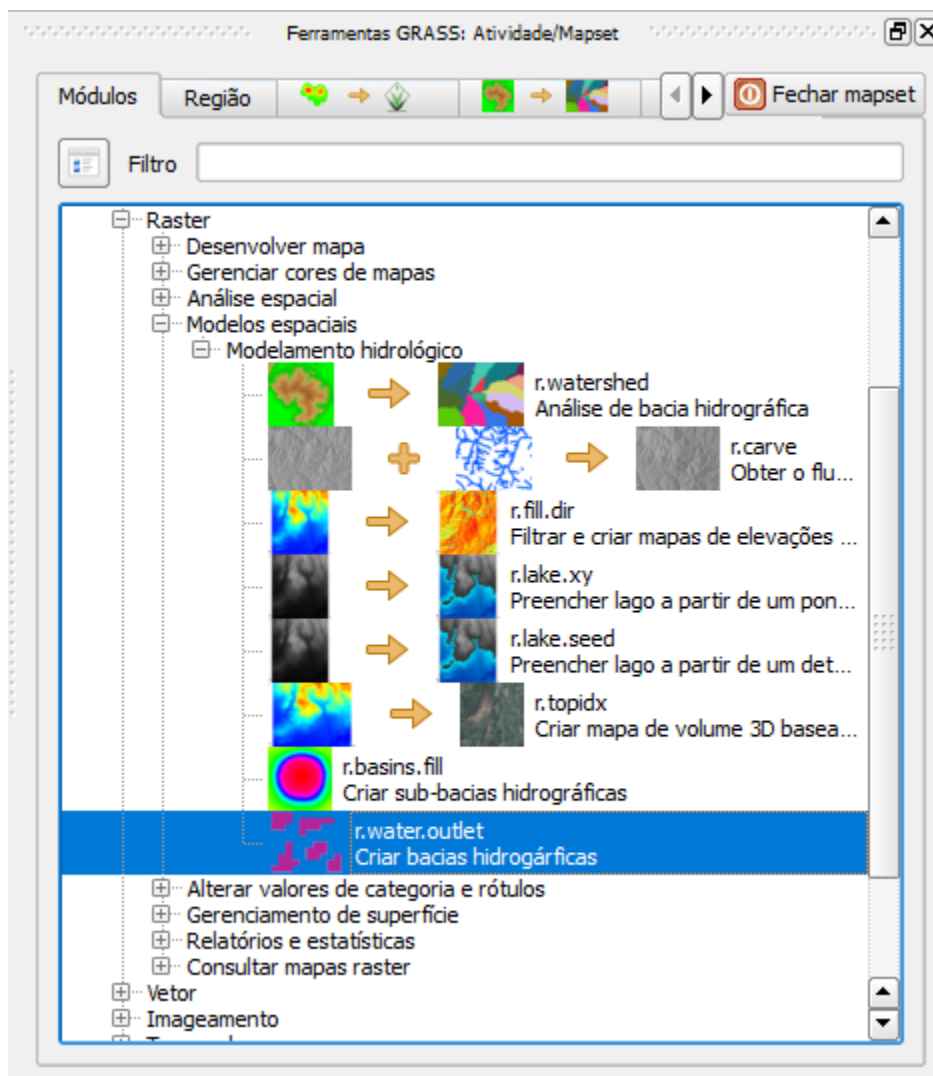 Ferramentas GRASS: Atividade/Mapset
Módulos
Região
Fechar mapset
Filtro
Raster
Desenvolver mapa
Gerenciar cores de mapas
Análise espacial
Modelos espaciais
Modelamento hidrológico
r.watershed
Análise de bacia hidrográfica
r.carve
Obter o flu...
r.fill.dir
Filtrar e criar mapas de elevações ...
r.lake.xy
Preencher lago a partir de um pon...
r.lake.seed
Preencher lago a partir de um det...
r.topidx
Criar mapa de volume 3D basea...
r.basins.fill
Criar sub-bacias hidrográficas
r.water.outlet
Criar bacias hidrogárficas
Alterar valores de categoria e rótulos
Gerenciamento de superfície
Relatórios e estatísticas
Consultar mapas raster
Vetor
Imageamento